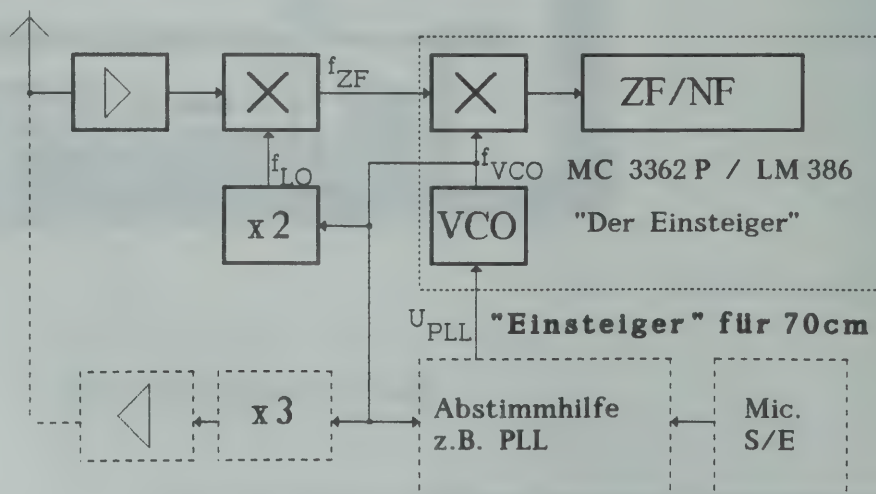 f_ZF
ZF/NF
f_LO
f_VCO
MC 3362 P / LM 386
x 2
VCO
"Der Einsteiger"
U_PLL
"Einsteiger" für 70cm
x 3
Abstimmhilfe
z.B. PLL
Mic.
S/E